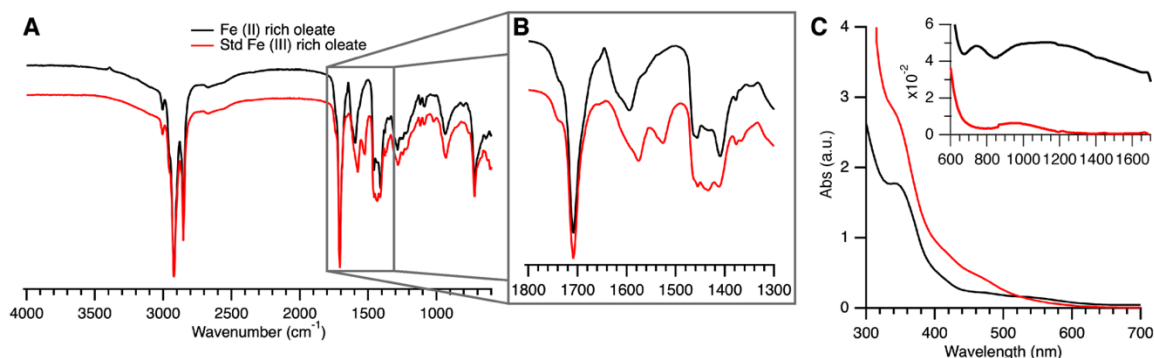 A
Fe (II) rich oleate
Std Fe (III) rich oleate
4000 3000 2500 2000 1500 1000
Wavenumber (cm-1)
B
1800 1700 1600 1500 1400 1300
C
4
3
2
1
0
Abs (a.u.)
300 400 500 600 700
Wavelength (nm)
6
4
2
0
x10-2
600 800 1000 1200 1400 1600